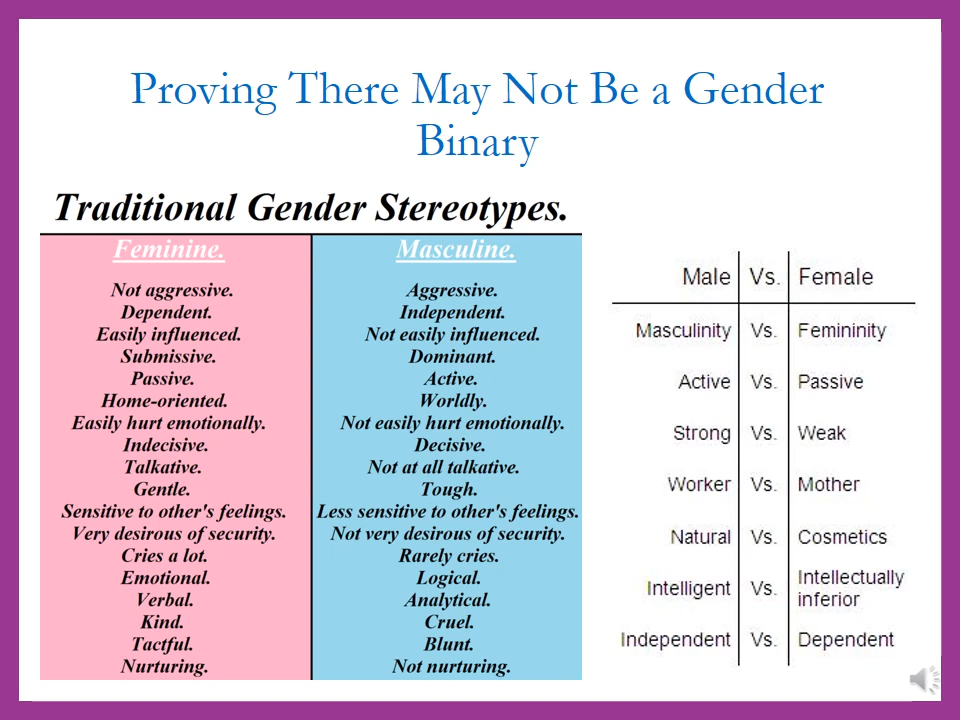 Proving There May Not Be a Gender
Binary
Traditional Gender Stereotypes.
Feminine. Masculine.
Not aggressive. Aggressive.
Dependent. Independent.
Easily influenced. Not easily influenced.
Submissive. Dominant.
Passive. Active.
Home-oriented. Worldly.
Easily hurt emotionally. Not easily hurt emotionally.
Indecisive. Decisive.
Talkative. Not at all talkative.
Gentle. Tough.
Sensitive to other's feelings. Less sensitive to other's feelings.
Very desirous of security. Not very desirous of security.
Cries a lot. Rarely cries.
Emotional. Logical.
Verbal. Analytical.
Kind. Cruel.
Tactful. Blunt.
Nurturing. Not nurturing.
Male Vs. Female
Masculinity Vs. Femininity
Active Vs. Passive
Strong Vs. Weak
Worker Vs. Mother
Natural Vs. Cosmetics
Intelligent Vs. Intellectually
inferior
Independent Vs. Dependent